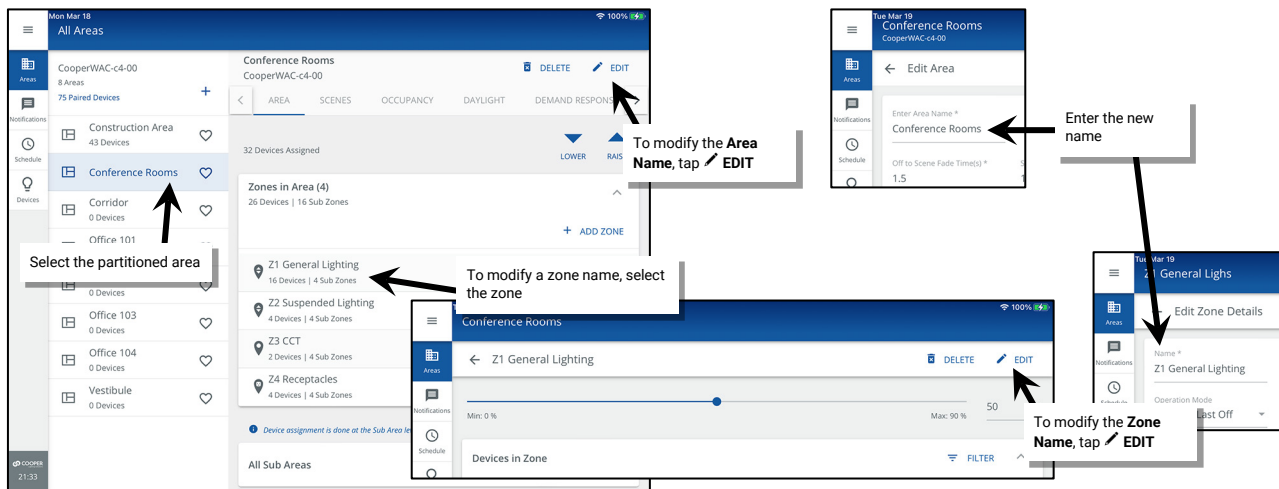 Mon Mar 18
100%
All Areas
Areas
Notifications
Schedule
Devices
CooperWAC-c4-00
8 Areas
75 Paired Devices
+
Construction Area
43 Devices
Conference Rooms
Corridor
0 Devices
Office 101
Select the partitioned area
0 Devices
Office 103
0 Devices
Office 104
0 Devices
Vestibule
0 Devices
COOPER
21:33
Conference Rooms
CooperWAC-c4-00
DELETE
EDIT
AREA SCENES OCCUPANCY DAYLIGHT DEMAND RESPONS
32 Devices Assigned
LOWER
RAIS
To modify the Area
Name, tap EDIT
Zones in Area (4)
26 Devices | 16 Sub Zones
+ ADD ZONE
Z1 General Lighting
16 Devices | 4 Sub Zones
To modify a zone name, select
the zone
Z2 Suspended Lighting
4 Devices | 4 Sub Zones
Z3 CCT
2 Devices | 4 Sub Zones
Z4 Receptacles
4 Devices | 4 Sub Zones
Device assignment is done at the Sub Area le
All Sub Areas
100%
Conference Rooms
Areas
Notifications
Schedule
Z1 General Lighting
DELETE
EDIT
Min: 0 %
Max: 90 %
50
To modify the Zone
Name, tap EDIT
Devices in Zone
FILTER
Tue Mar 19
Conference Rooms
CooperWAC-c4-00
Areas
Notifications
Schedule
Edit Area
Enter Area Name *
Conference Rooms
Off to Scene Fade Time(s) *
1.5
Enter the new
name
Tue Mar 19
Z1 General Lighs
Areas
Notifications
Schedule
Edit Zone Details
Name *
Z1 General Lighting
Operation Mode
Last Off